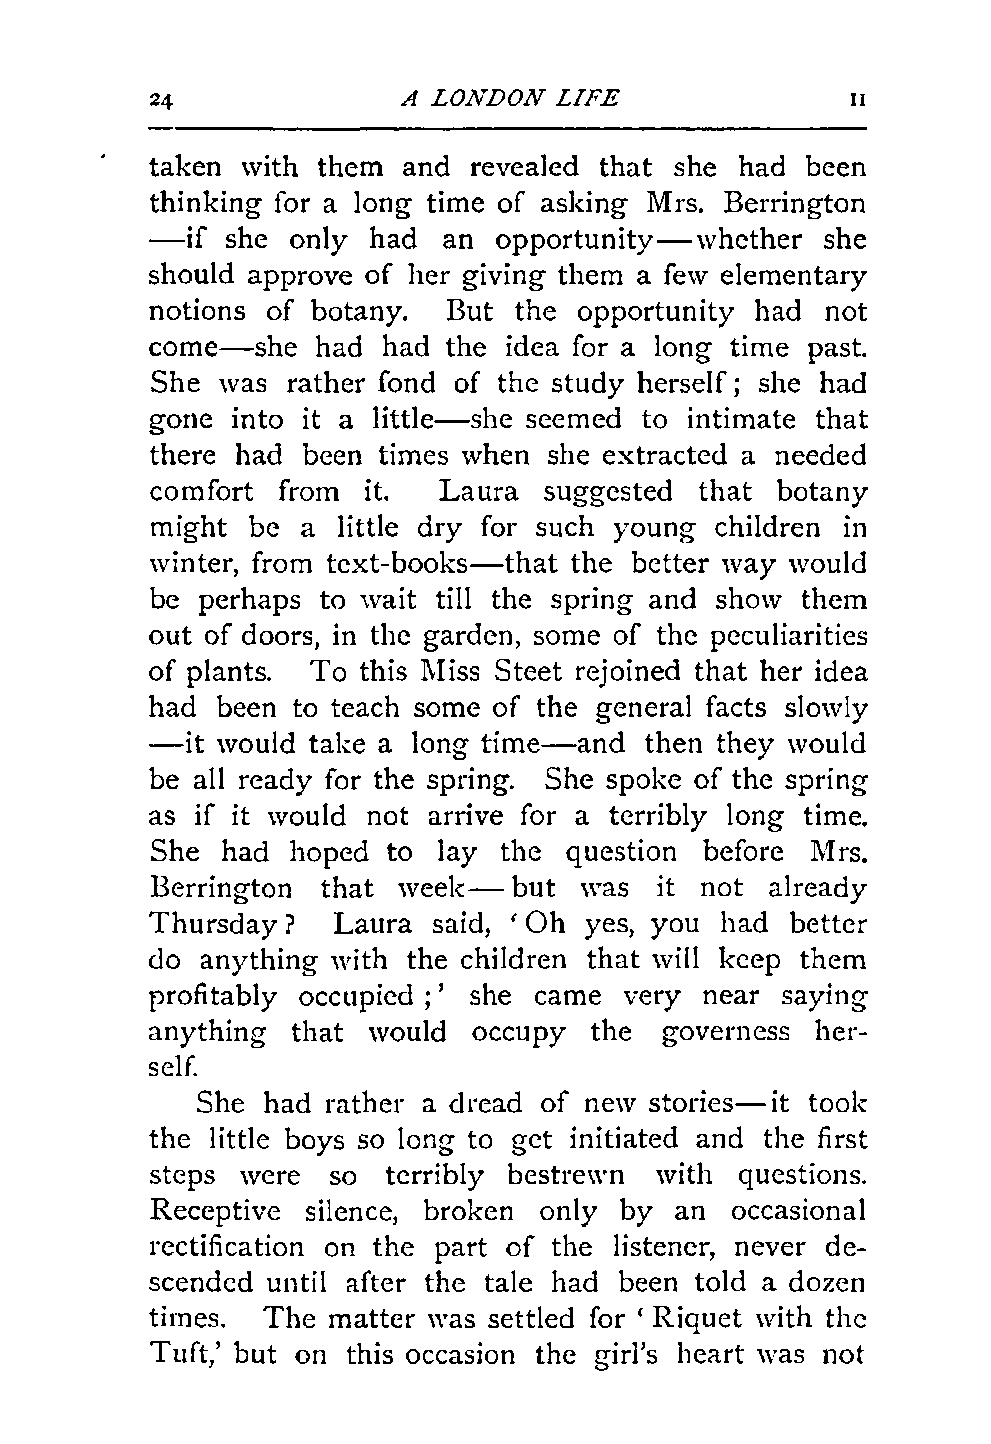 24 A LONDON LIFE II
taken with them and revealed that she had been
thinking for a long time of asking Mrs. Berrington
—if she only had an opportunity—whether she
should approve of her giving them a few elementary
notions of botany. But the opportunity had not
come—she had had the idea for a long time past.
She was rather fond of the study herself; she had
gone into it a little—she seemed to intimate that
there had been times when she extracted a needed
comfort from it. Laura suggested that botany
might be a little dry for such young children in
winter, from text-books—that the better way would
be perhaps to wait till the spring and show them
out of doors, in the garden, some of the peculiarities
of plants. To this Miss Steet rejoined that her idea
had been to teach some of the general facts slowly
—it would take a long time—and then they would
be all ready for the spring. She spoke of the spring
as if it would not arrive for a terribly long time.
She had hoped to lay the question before Mrs.
Berrington that week—but was it not already
Thursday? Laura said, ‘Oh yes, you had better
do anything with the children that will keep them
profitably occupied;’ she came very near saying
anything that would occupy the governess her-
self.
She had rather a dread of new stories—it took
the little boys so long to get initiated and the first
steps were so terribly bestrewn with questions.
Receptive silence, broken only by an occasional
rectification on the part of the listener, never de-
scended until after the tale had been told a dozen
times. The matter was settled for ‘Riquet with the
Tuft,’ but on this occasion the girl’s heart was not